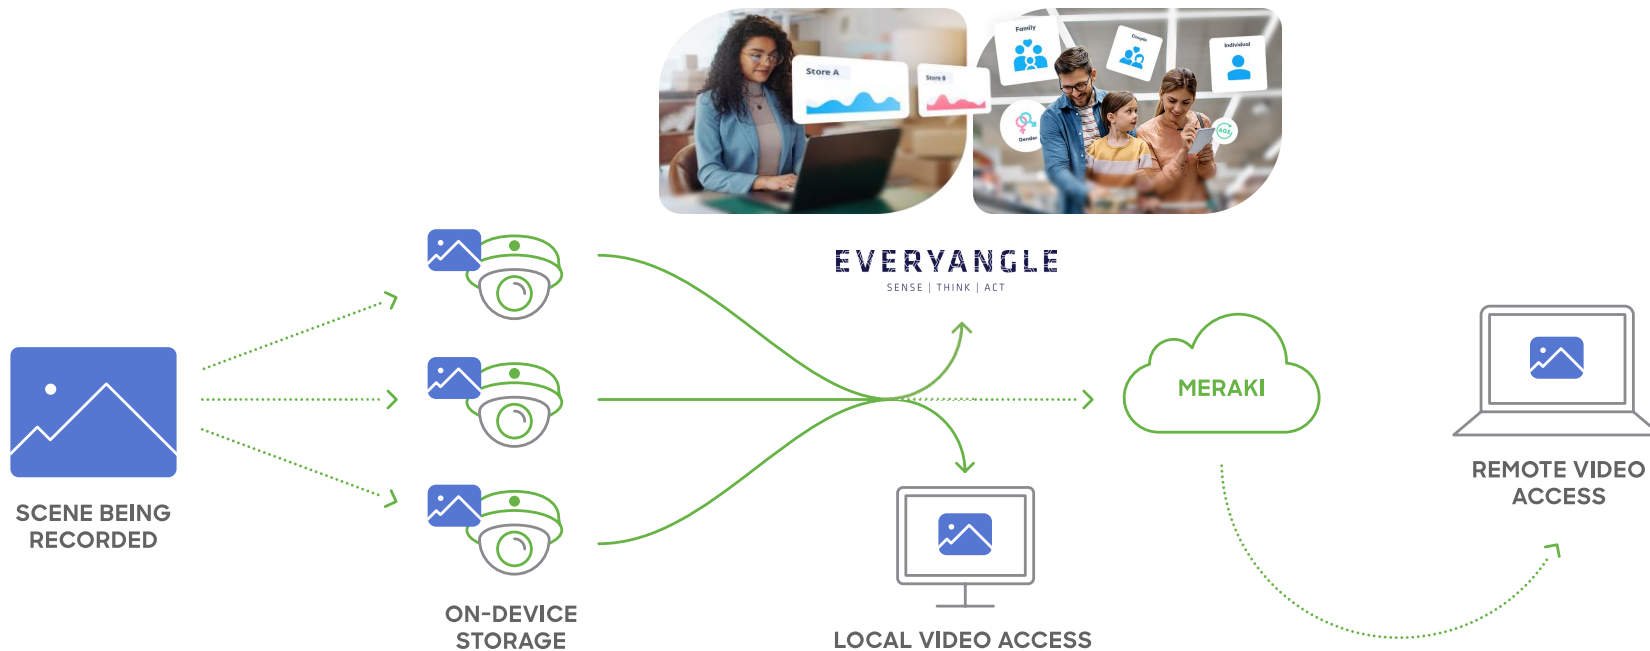 Store A
Store B
Family
Couple
Individual
Gender
AGE
EVERYANGLE
SENSE | THINK | ACT
MERAKI
SCENE BEING
RECORDED
ON-DEVICE
STORAGE
LOCAL VIDEO ACCESS
REMOTE VIDEO
ACCESS